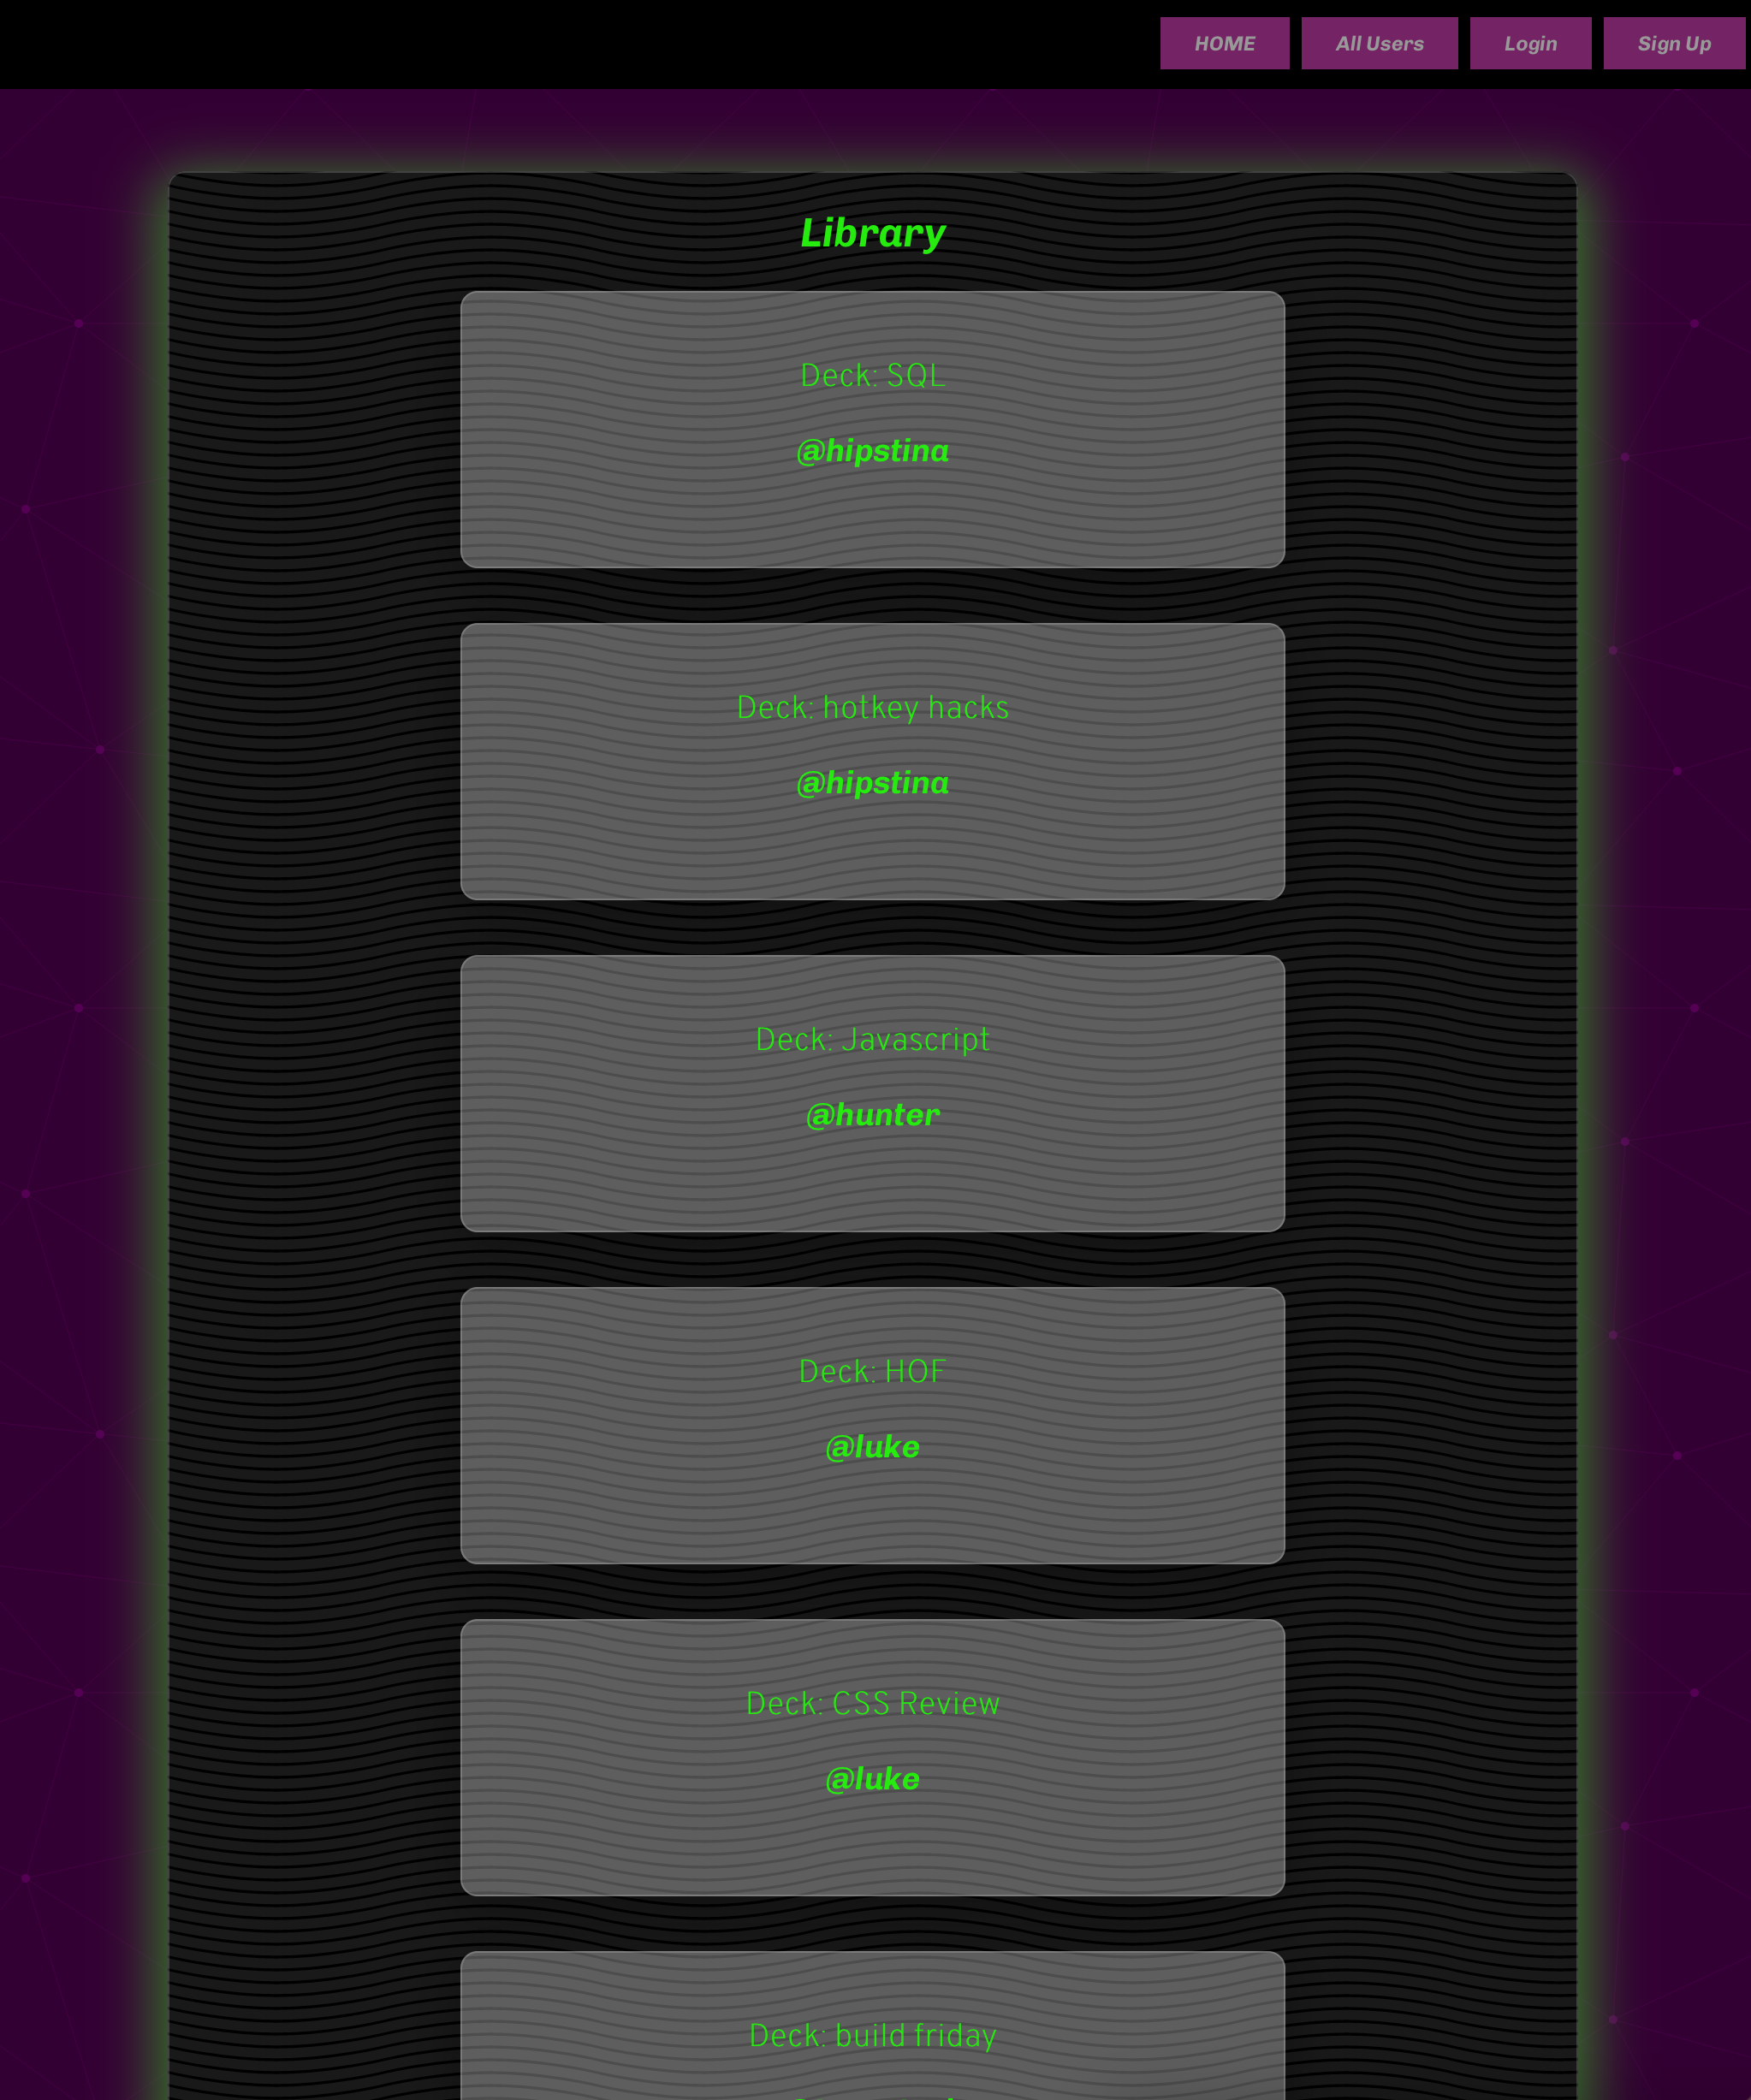 HOME
All Users
Login
Sign Up
Library
Deck: SQL
@hipstina
Deck: hotkey hacks
@hipstina
Deck: Javascript
@hunter
Deck: HOF
@luke
Deck: CSS Review
@luke
Deck: build friday